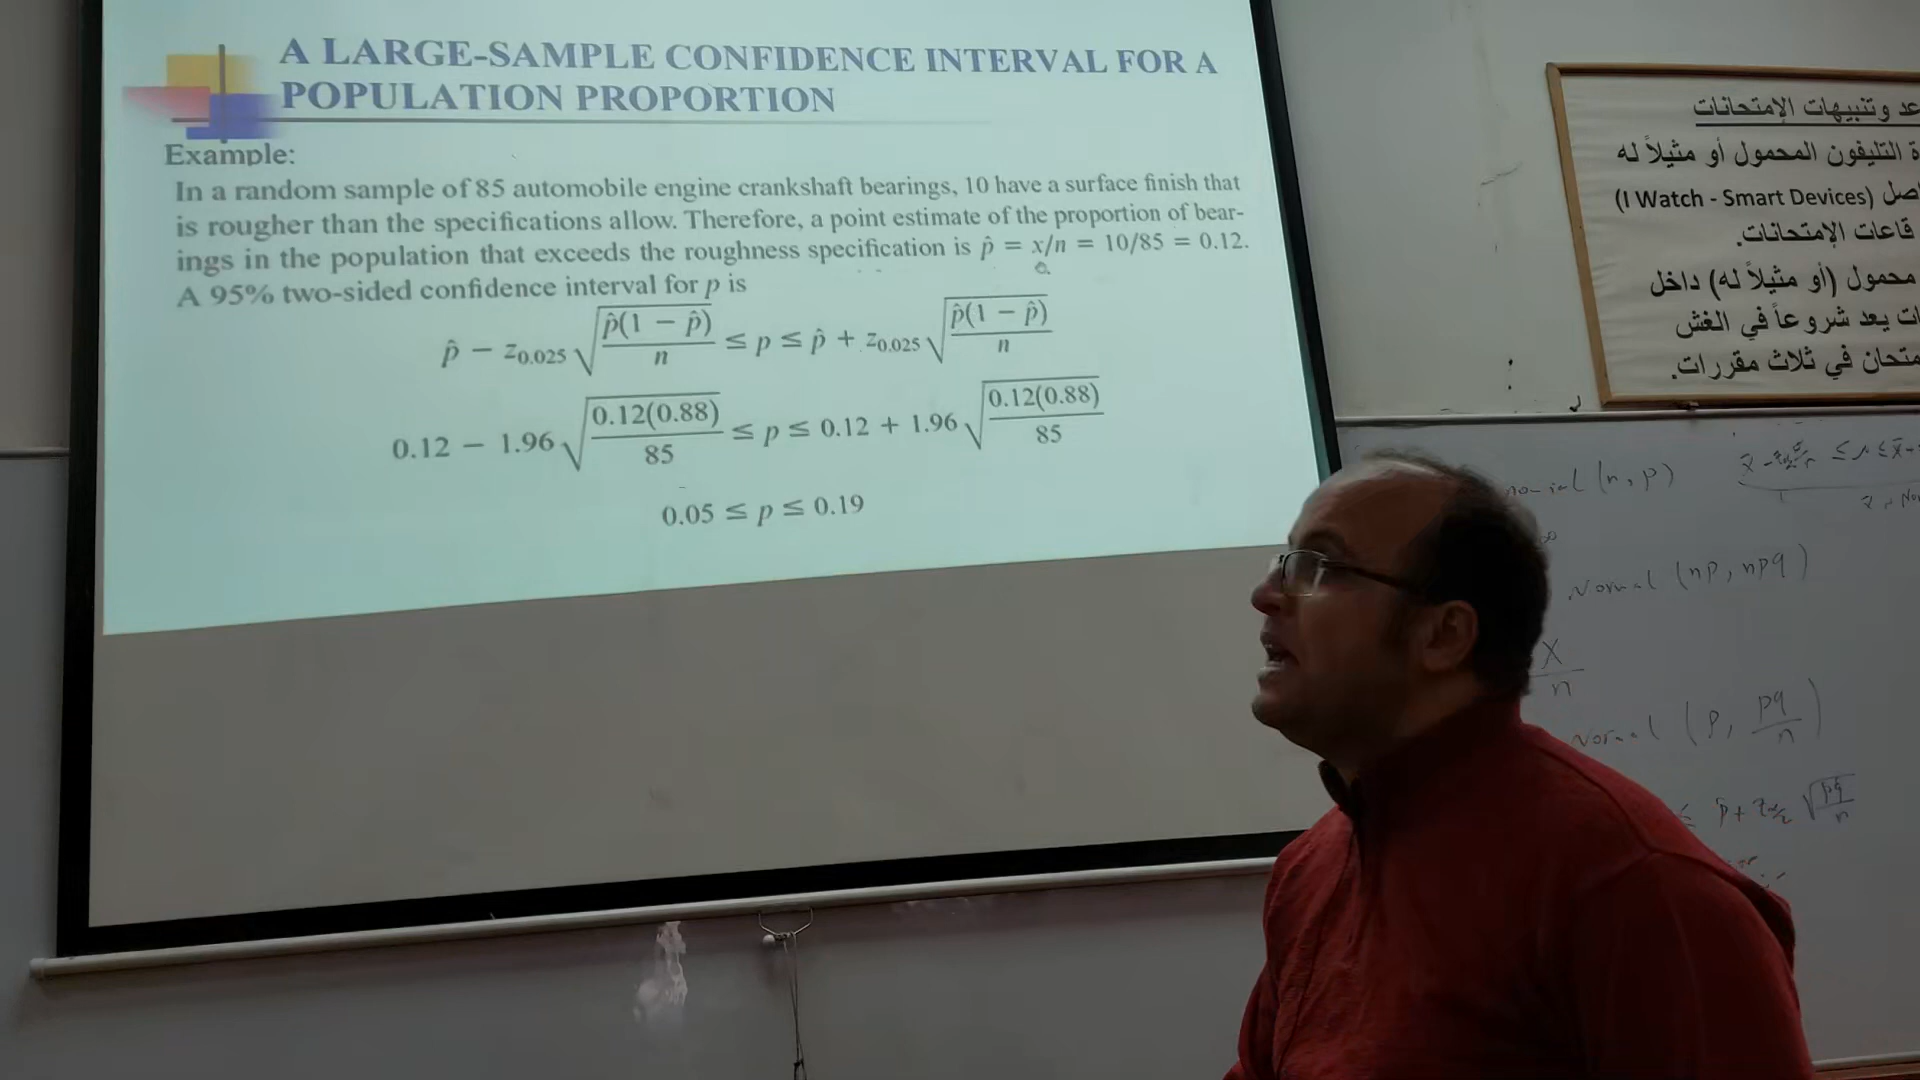 A LARGE-SAMPLE CONFIDENCE INTERVAL FOR A
POPULATION PROPORTION
Example:
In a random sample of 85 automobile engine crankshaft bearings, 10 have a surface finish that
is rougher than the specifications allow. Therefore, a point estimate of the proportion of bear-
ings in the population that exceeds the roughness specification is p̂ = x/n = 10/85 = 0.12.
A 95% two-sided confidence interval for p is
p̂ − z0.025 √(p̂(1 − p̂)/n) ≤ p ≤ p̂ + z0.025 √(p̂(1 − p̂)/n)
0.12 − 1.96 √(0.12(0.88)/85) ≤ p ≤ 0.12 + 1.96 √(0.12(0.88)/85)
0.05 ≤ p ≤ 0.19
وتنبيهات الإمتحانات
التليفون المحمول أو مثيلاً له
(I Watch - Smart Devices)
قاعات الإمتحانات.
محمول (أو مثيلاً له) داخل
يعد شروعاً في الغش
في ثلاث مقررات.
(n, p)
Normal (np, npq)
X/n
Normal (p, pq/n)
≤ p̂ + Zα/2 √(pq/n)